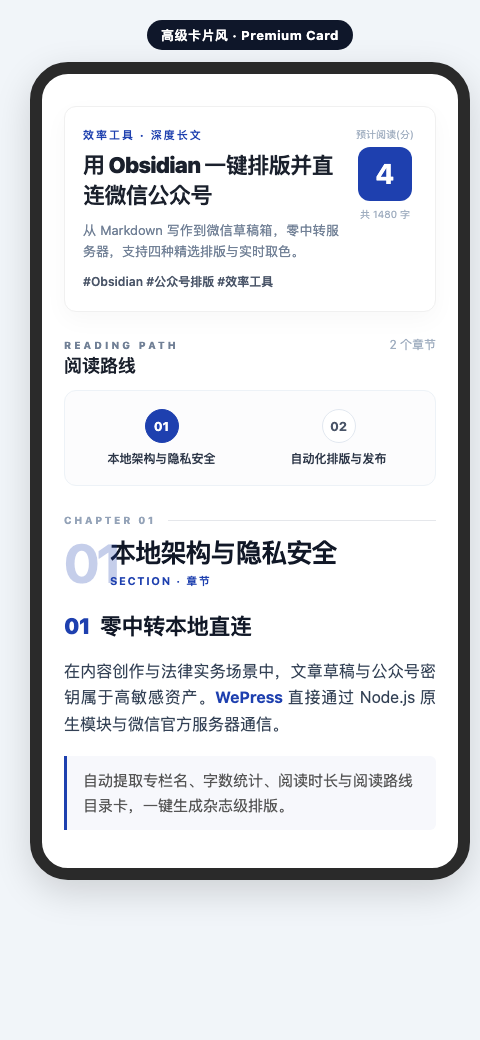 高级卡片风 · Premium Card
效率工具 · 深度长文
用 Obsidian 一键排版并直
连微信公众号
从 Markdown 写作到微信草稿箱，零中转服
务器，支持四种精选排版与实时取色。
#Obsidian #公众号排版 #效率工具
预计阅读(分)
4
共 1480 字
READING PATH
阅读路线
2 个章节
01
本地架构与隐私安全
02
自动化排版与发布
CHAPTER 01
01
本地架构与隐私安全
SECTION · 章节
01 零中转本地直连
在内容创作与法律实务场景中，文章草稿与公众号密
钥属于高敏感资产。WePress 直接通过 Node.js 原
生模块与微信官方服务器通信。
自动提取专栏名、字数统计、阅读时长与阅读路线
目录卡，一键生成杂志级排版。